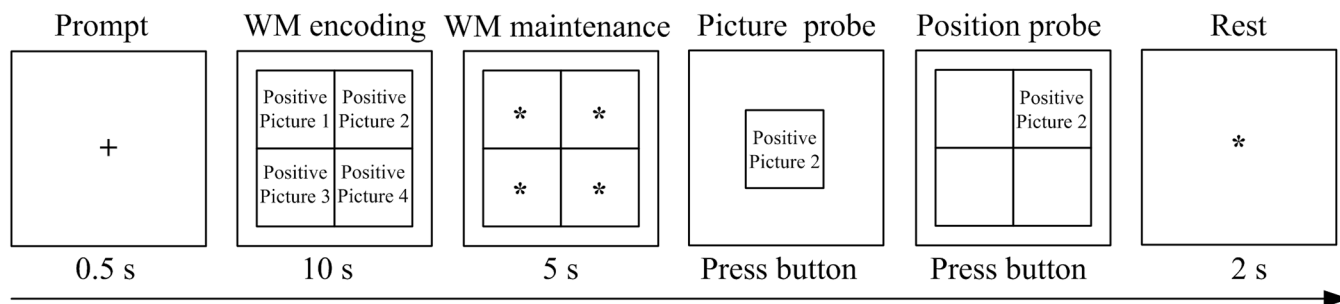 Prompt
WM encoding
WM maintenance
Picture probe
Position probe
Rest
+
Positive
Picture 1
Positive
Picture 2
Positive
Picture 3
Positive
Picture 4
* *
* *
Positive
Picture 2
Positive
Picture 2
*
0.5 s
10 s
5 s
Press button
Press button
2 s